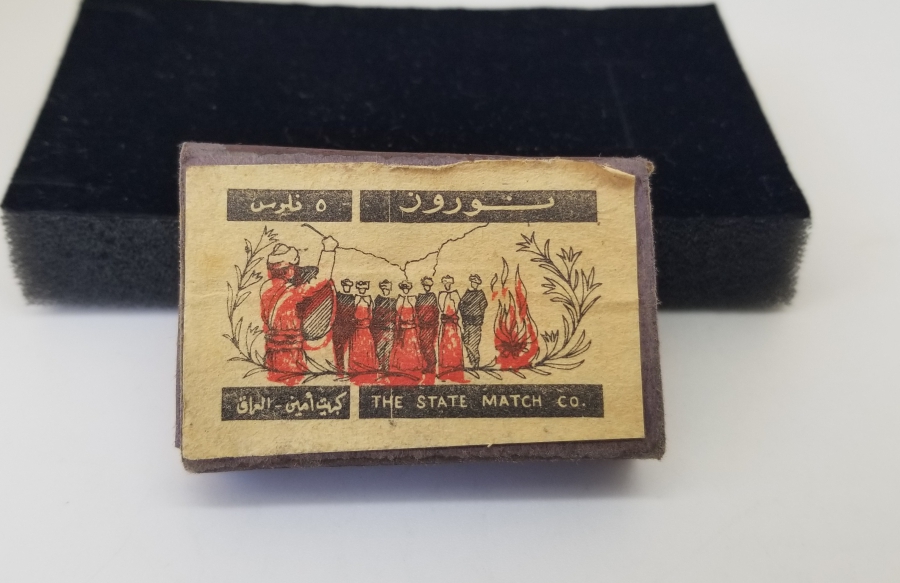 نوروز
٥ فلوس
كبريت أمين - العراق
THE STATE MATCH CO.